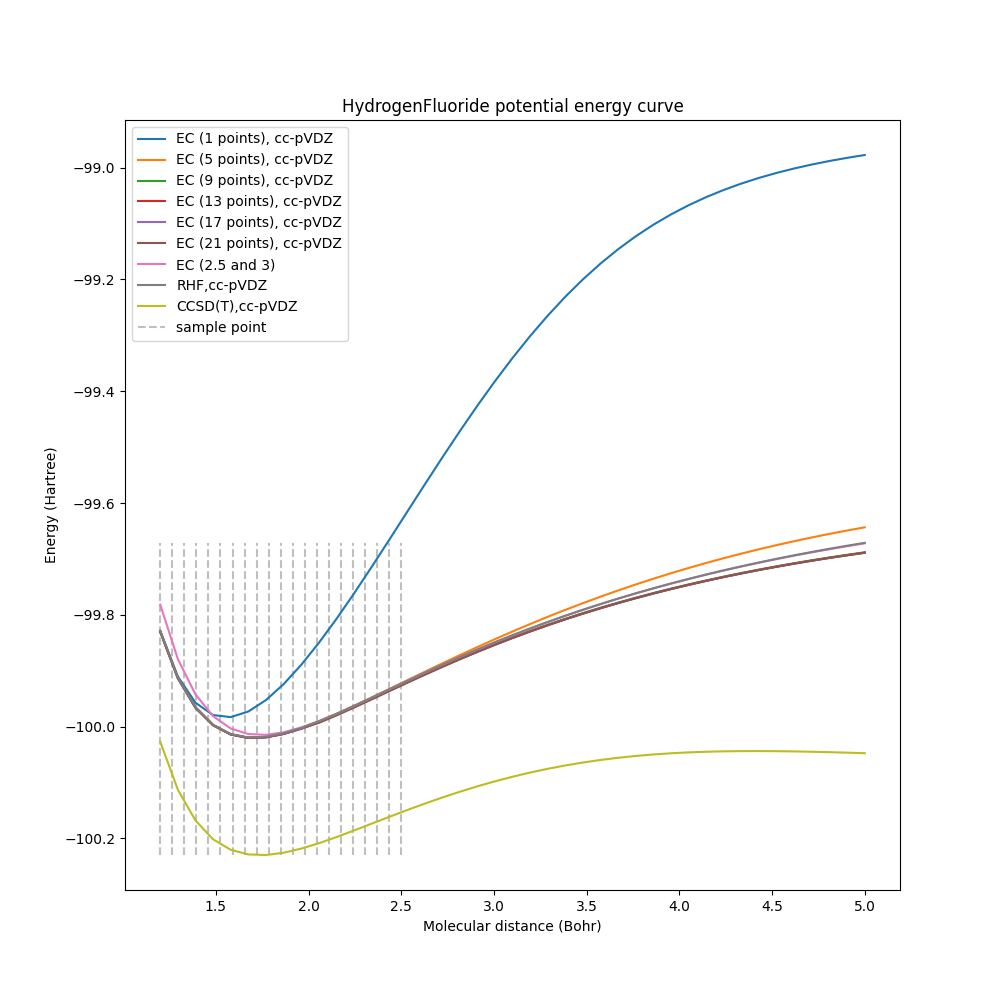 HydrogenFluoride potential energy curve
EC (1 points), cc-pVDZ
EC (5 points), cc-pVDZ
EC (9 points), cc-pVDZ
EC (13 points), cc-pVDZ
EC (17 points), cc-pVDZ
EC (21 points), cc-pVDZ
EC (2.5 and 3)
RHF,cc-pVDZ
CCSD(T),cc-pVDZ
sample point
Energy (Hartree)
−99.0
−99.2
−99.4
−99.6
−99.8
−100.0
−100.2
1.5 2.0 2.5 3.0 3.5 4.0 4.5 5.0
Molecular distance (Bohr)